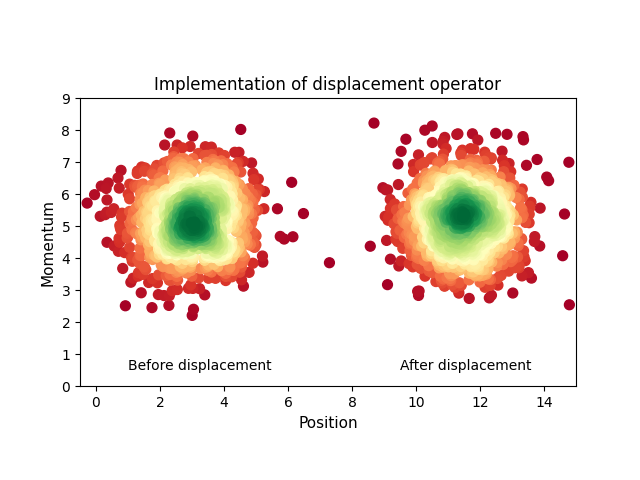 Implementation of displacement operator
9
8
7
6
5
4
3
2
1
0
Momentum
Before displacement
After displacement
0 2 4 6 8 10 12 14
Position